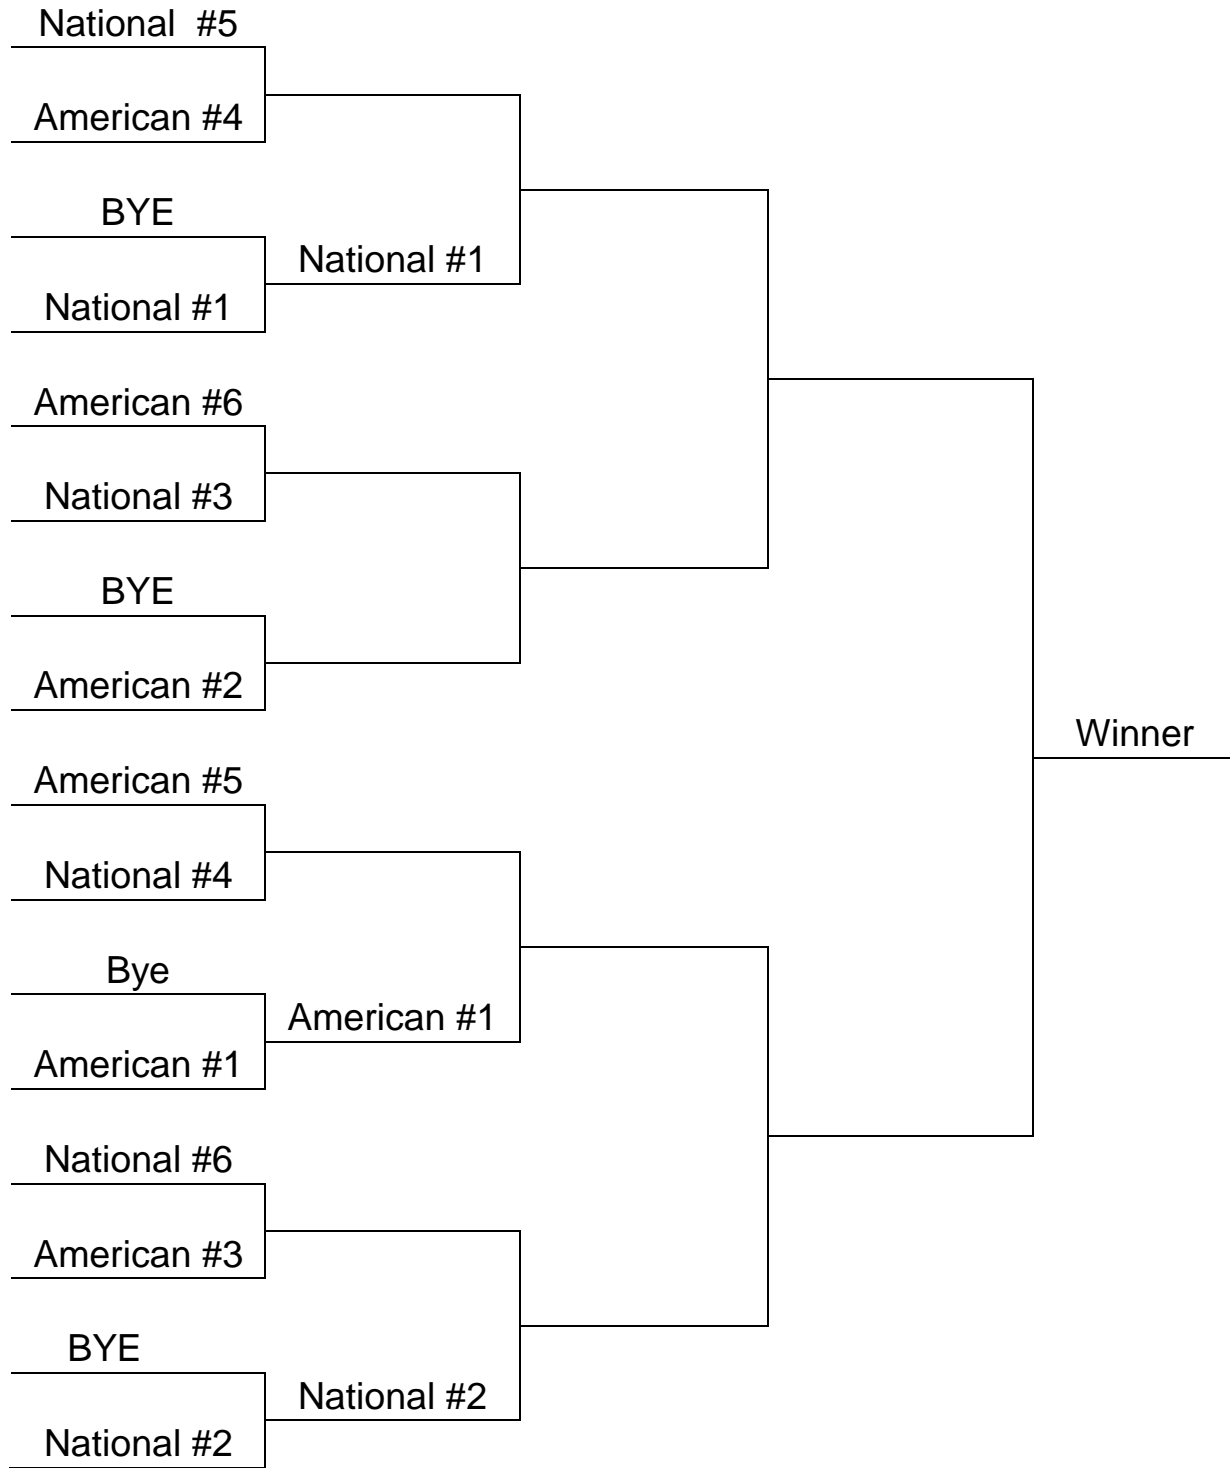 National  #5
American #4
BYE
National #1
National #1
American #6
National #3
BYE
American #2
Winner
American #5
National #4
Bye
American #1
American #1
National #6
American #3
BYE
National #2
National #2